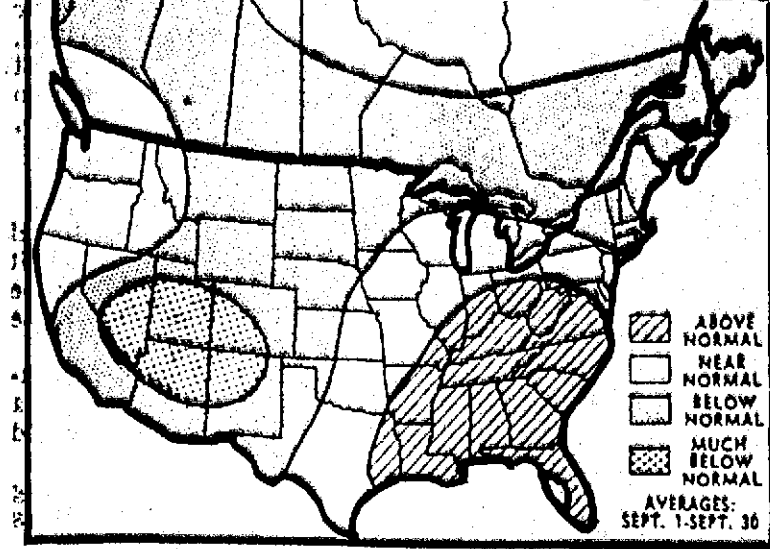 ABOVE
NORMAL
NEAR
NORMAL
BELOW
NORMAL
MUCH
BELOW
NORMAL
AVERAGES:
SEPT. 1-SEPT. 30